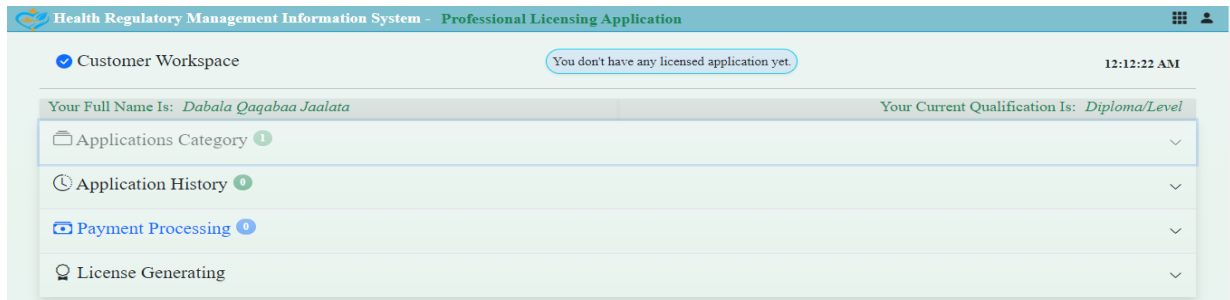 Health Regulatory Management Information System - Professional Licensing Application
Customer Workspace
You don't have any licensed application yet.
12:12:22 AM
Your Full Name Is: Dabala Qaqabaa Jaalata
Your Current Qualification Is: Diploma/Level
Applications Category 1
Application History 0
Payment Processing 0
License Generating